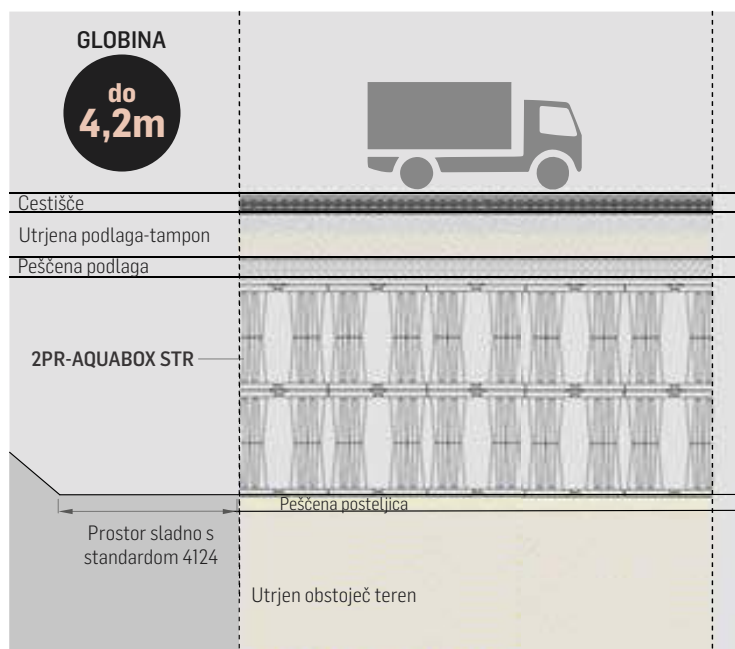 GLOBINA
do
4,2m
Cestišče
Utrjena podlaga-tampon
Peščena podlaga
2PR-AQUABOX STR
Peščena posteljica
Prostor sladno s
standardom 4124
Utrjen obstoječ teren